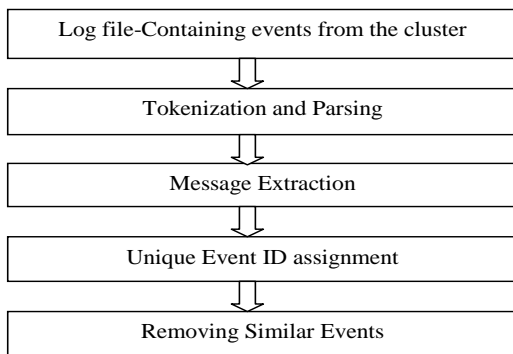 Log file-Containing events from the cluster
Tokenization and Parsing
Message Extraction
Unique Event ID assignment
Removing Similar Events